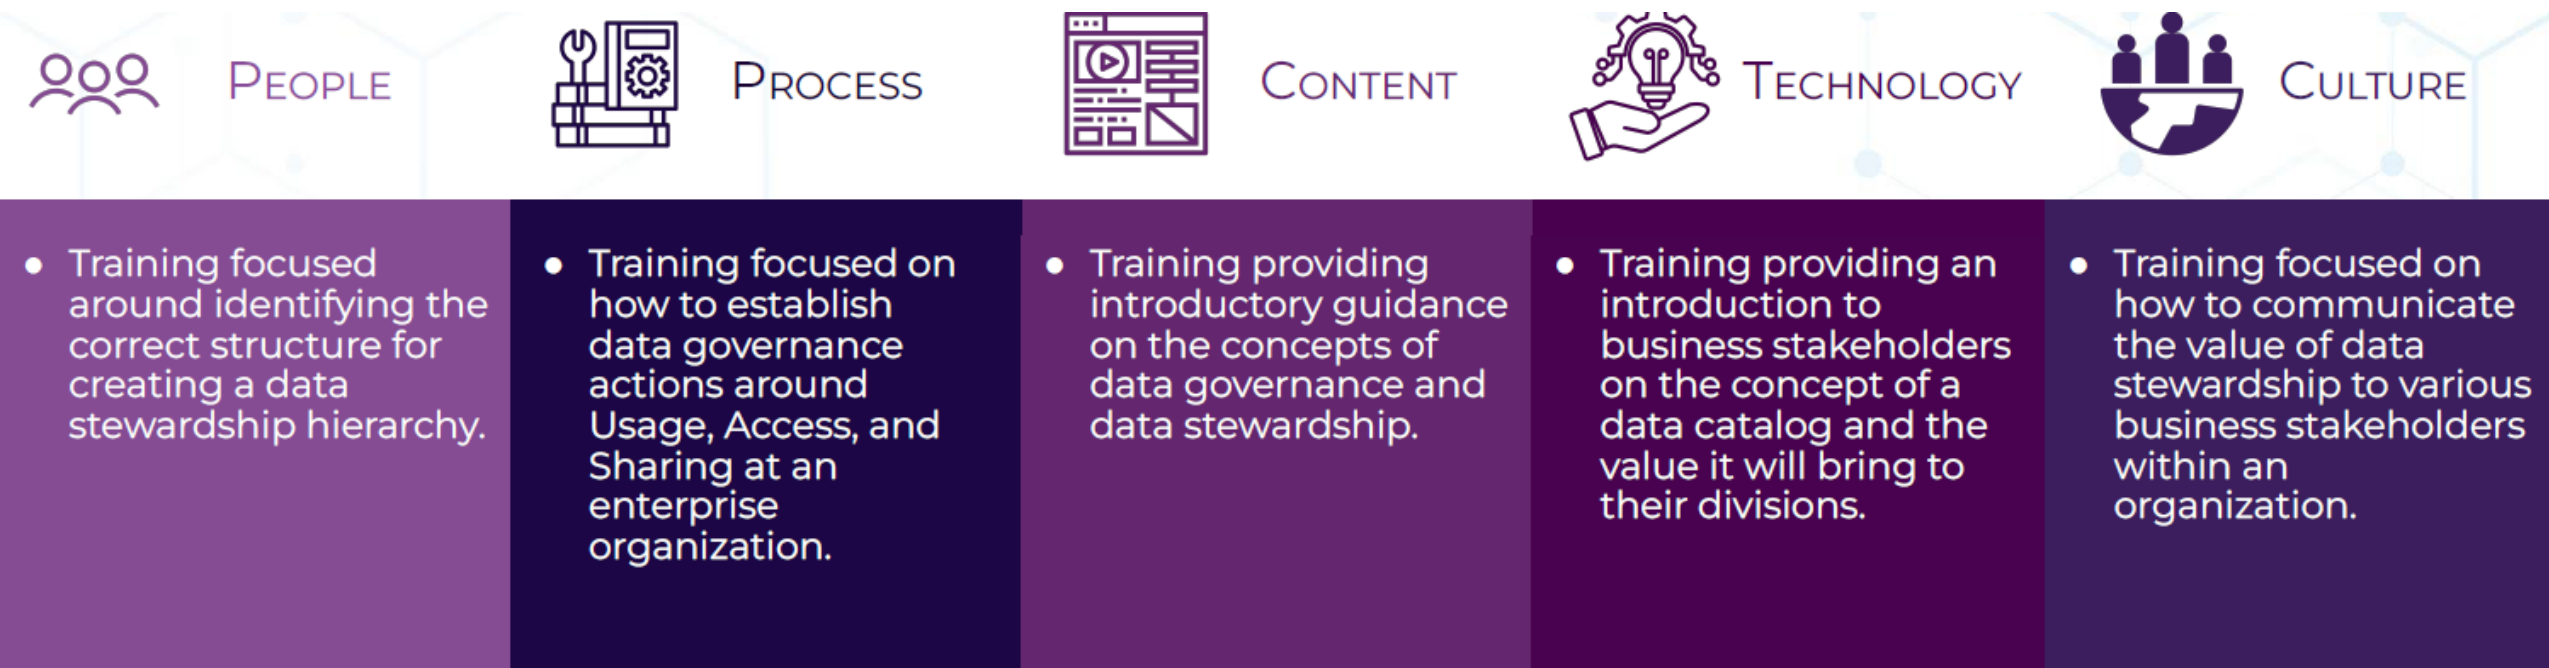 PEOPLE
PROCESS
CONTENT
TECHNOLOGY
CULTURE
● Training focused
around identifying the
correct structure for
creating a data
stewardship hierarchy.
● Training focused on
how to establish
data governance
actions around
Usage, Access, and
Sharing at an
enterprise
organization.
● Training providing
introductory guidance
on the concepts of
data governance and
data stewardship.
● Training providing an
introduction to
business stakeholders
on the concept of a
data catalog and the
value it will bring to
their divisions.
● Training focused on
how to communicate
the value of data
stewardship to various
business stakeholders
within an
organization.